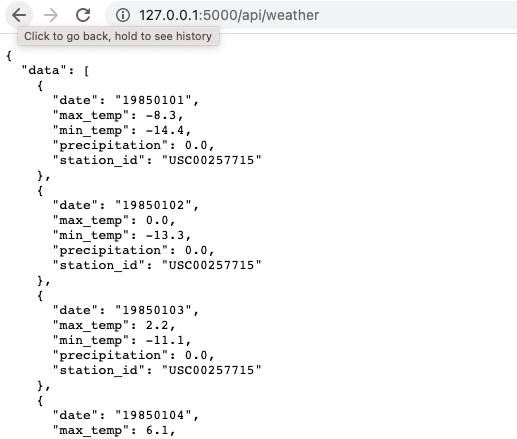 127.0.0.1:5000/api/weather
Click to go back, hold to see history
{
  "data": [
    {
      "date": "19850101",
      "max_temp": -8.3,
      "min_temp": -14.4,
      "precipitation": 0.0,
      "station_id": "USC00257715"
    },
    {
      "date": "19850102",
      "max_temp": 0.0,
      "min_temp": -13.3,
      "precipitation": 0.0,
      "station_id": "USC00257715"
    },
    {
      "date": "19850103",
      "max_temp": 2.2,
      "min_temp": -11.1,
      "precipitation": 0.0,
      "station_id": "USC00257715"
    },
    {
      "date": "19850104",
      "max_temp": 6.1,